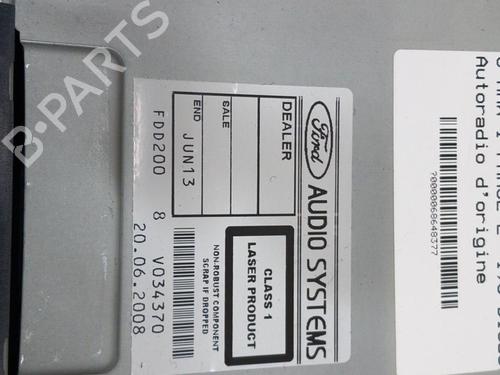 Ford AUDIO SYSTEMS
DEALER
SALE
END JUN13
FDD200 8 V034370
20.06.2008
CLASS 1
LASER PRODUCT
NON-ROBUST COMPONENT
SCRAP IF DROPPED
Autoradio d'origine
70000068648377
B-PARTS